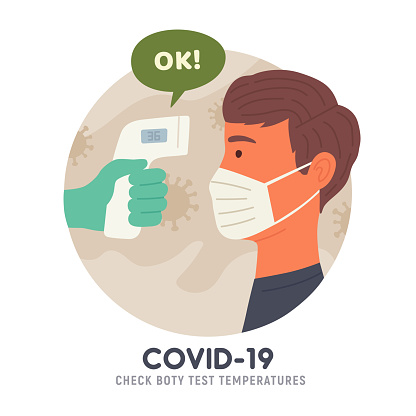 OK!
36
COVID-19
CHECK BOTY TEST TEMPERATURES